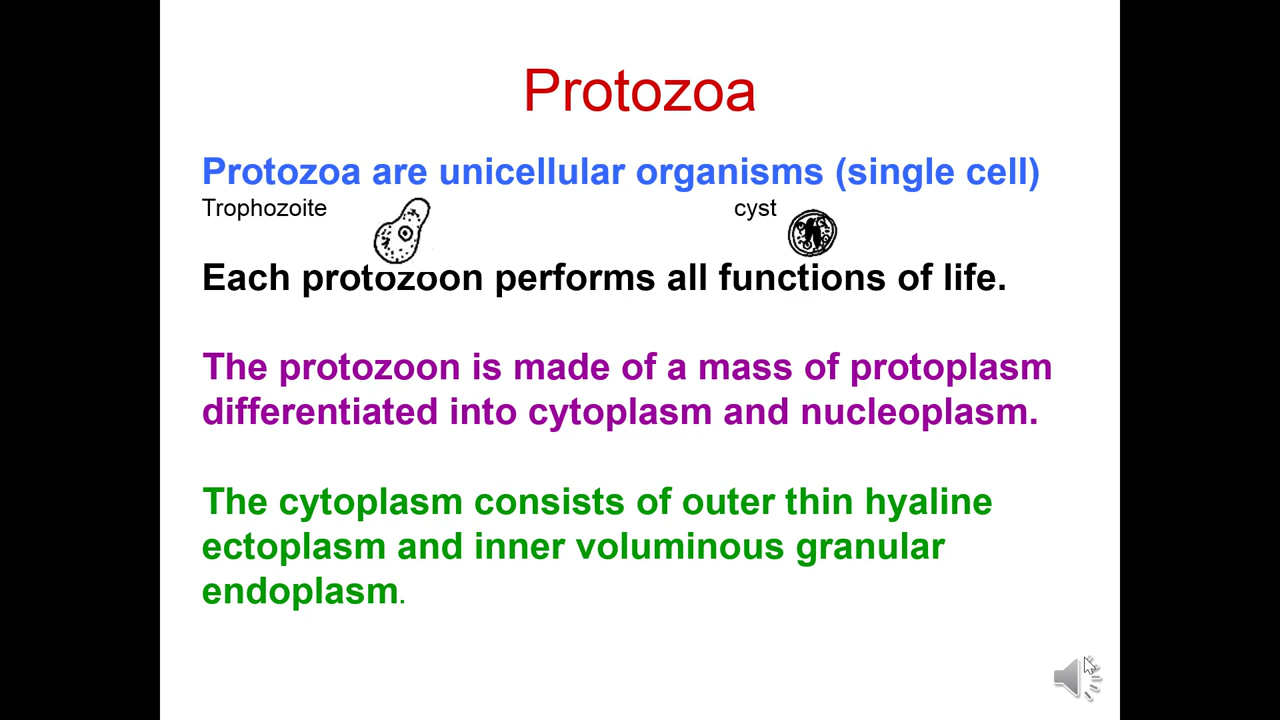 Protozoa
Protozoa are unicellular organisms (single cell)
Trophozoite cyst
Each protozoon performs all functions of life.
The protozoon is made of a mass of protoplasm
differentiated into cytoplasm and nucleoplasm.
The cytoplasm consists of outer thin hyaline
ectoplasm and inner voluminous granular
endoplasm.